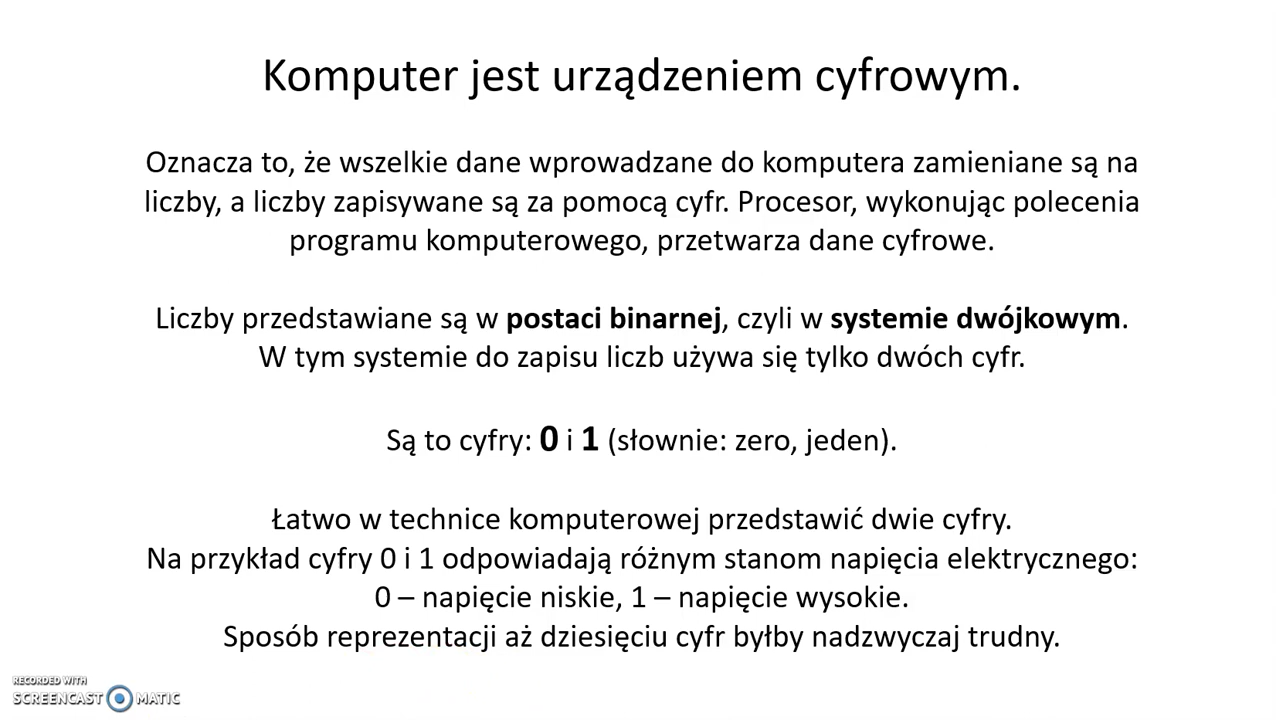 Komputer jest urządzeniem cyfrowym.
Oznacza to, że wszelkie dane wprowadzane do komputera zamieniane są na
liczby, a liczby zapisywane są za pomocą cyfr. Procesor, wykonując polecenia
programu komputerowego, przetwarza dane cyfrowe.
Liczby przedstawiane są w postaci binarnej, czyli w systemie dwójkowym.
W tym systemie do zapisu liczb używa się tylko dwóch cyfr.
Są to cyfry: 0 i 1 (słownie: zero, jeden).
Łatwo w technice komputerowej przedstawić dwie cyfry.
Na przykład cyfry 0 i 1 odpowiadają różnym stanom napięcia elektrycznego:
0 – napięcie niskie, 1 – napięcie wysokie.
Sposób reprezentacji aż dziesięciu cyfr byłby nadzwyczaj trudny.
RECORDED WITH
SCREENCAST MATIC